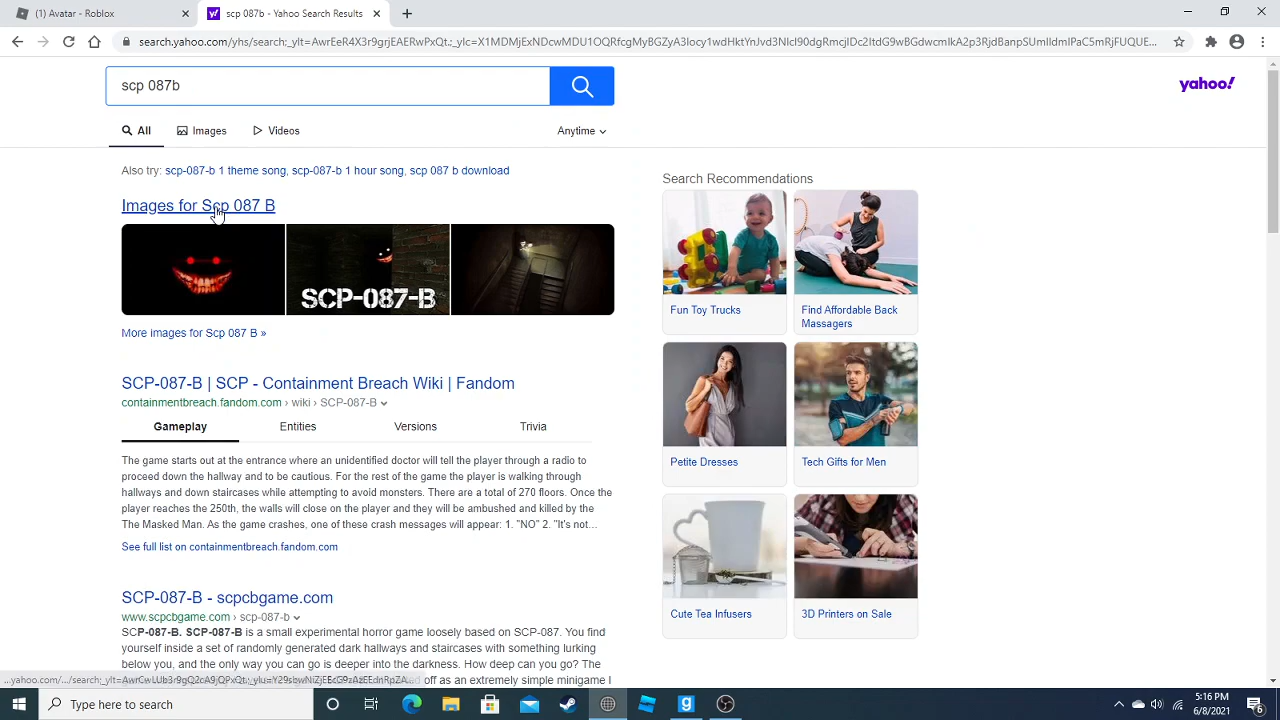 (1) Avatar - Roblox
scp 087b - Yahoo Search Results
scp 087b
yahoo!
All
Images
Videos
Anytime
Also try: scp-087-b 1 theme song, scp-087-b 1 hour song, scp 087 b download
Images for Scp 087 B
SCP-087-B
More images for Scp 087 B »
SCP-087-B | SCP - Containment Breach Wiki | Fandom
containmentbreach.fandom.com › wiki › SCP-087-B
Gameplay Entities Versions Trivia
The game starts out at the entrance where an unidentified doctor will tell the player through a radio to
proceed down the hallway and to be cautious. For the rest of the game the player is walking through
hallways and down staircases while attempting to avoid monsters. There are a total of 270 floors. Once the
player reaches the 250th, the walls will close on the player and they will be ambushed and killed by the
The Masked Man. As the game crashes, one of these crash messages will appear: 1. "NO" 2. "It's not...
See full list on containmentbreach.fandom.com
SCP-087-B - scpcbgame.com
www.scpcbgame.com › scp-087-b
SCP-087-B. SCP-087-B is a small experimental horror game loosely based on SCP-087. You find
yourself inside a set of randomly generated dark hallways and staircases with something lurking
below you, and the only way you can go is deeper into the darkness. How deep can you go? The
off as an extremely simple minigame I
Search Recommendations
Fun Toy Trucks
Find Affordable Back
Massagers
Petite Dresses
Tech Gifts for Men
Cute Tea Infusers
3D Printers on Sale
Type here to search
5:16 PM
6/8/2021
6